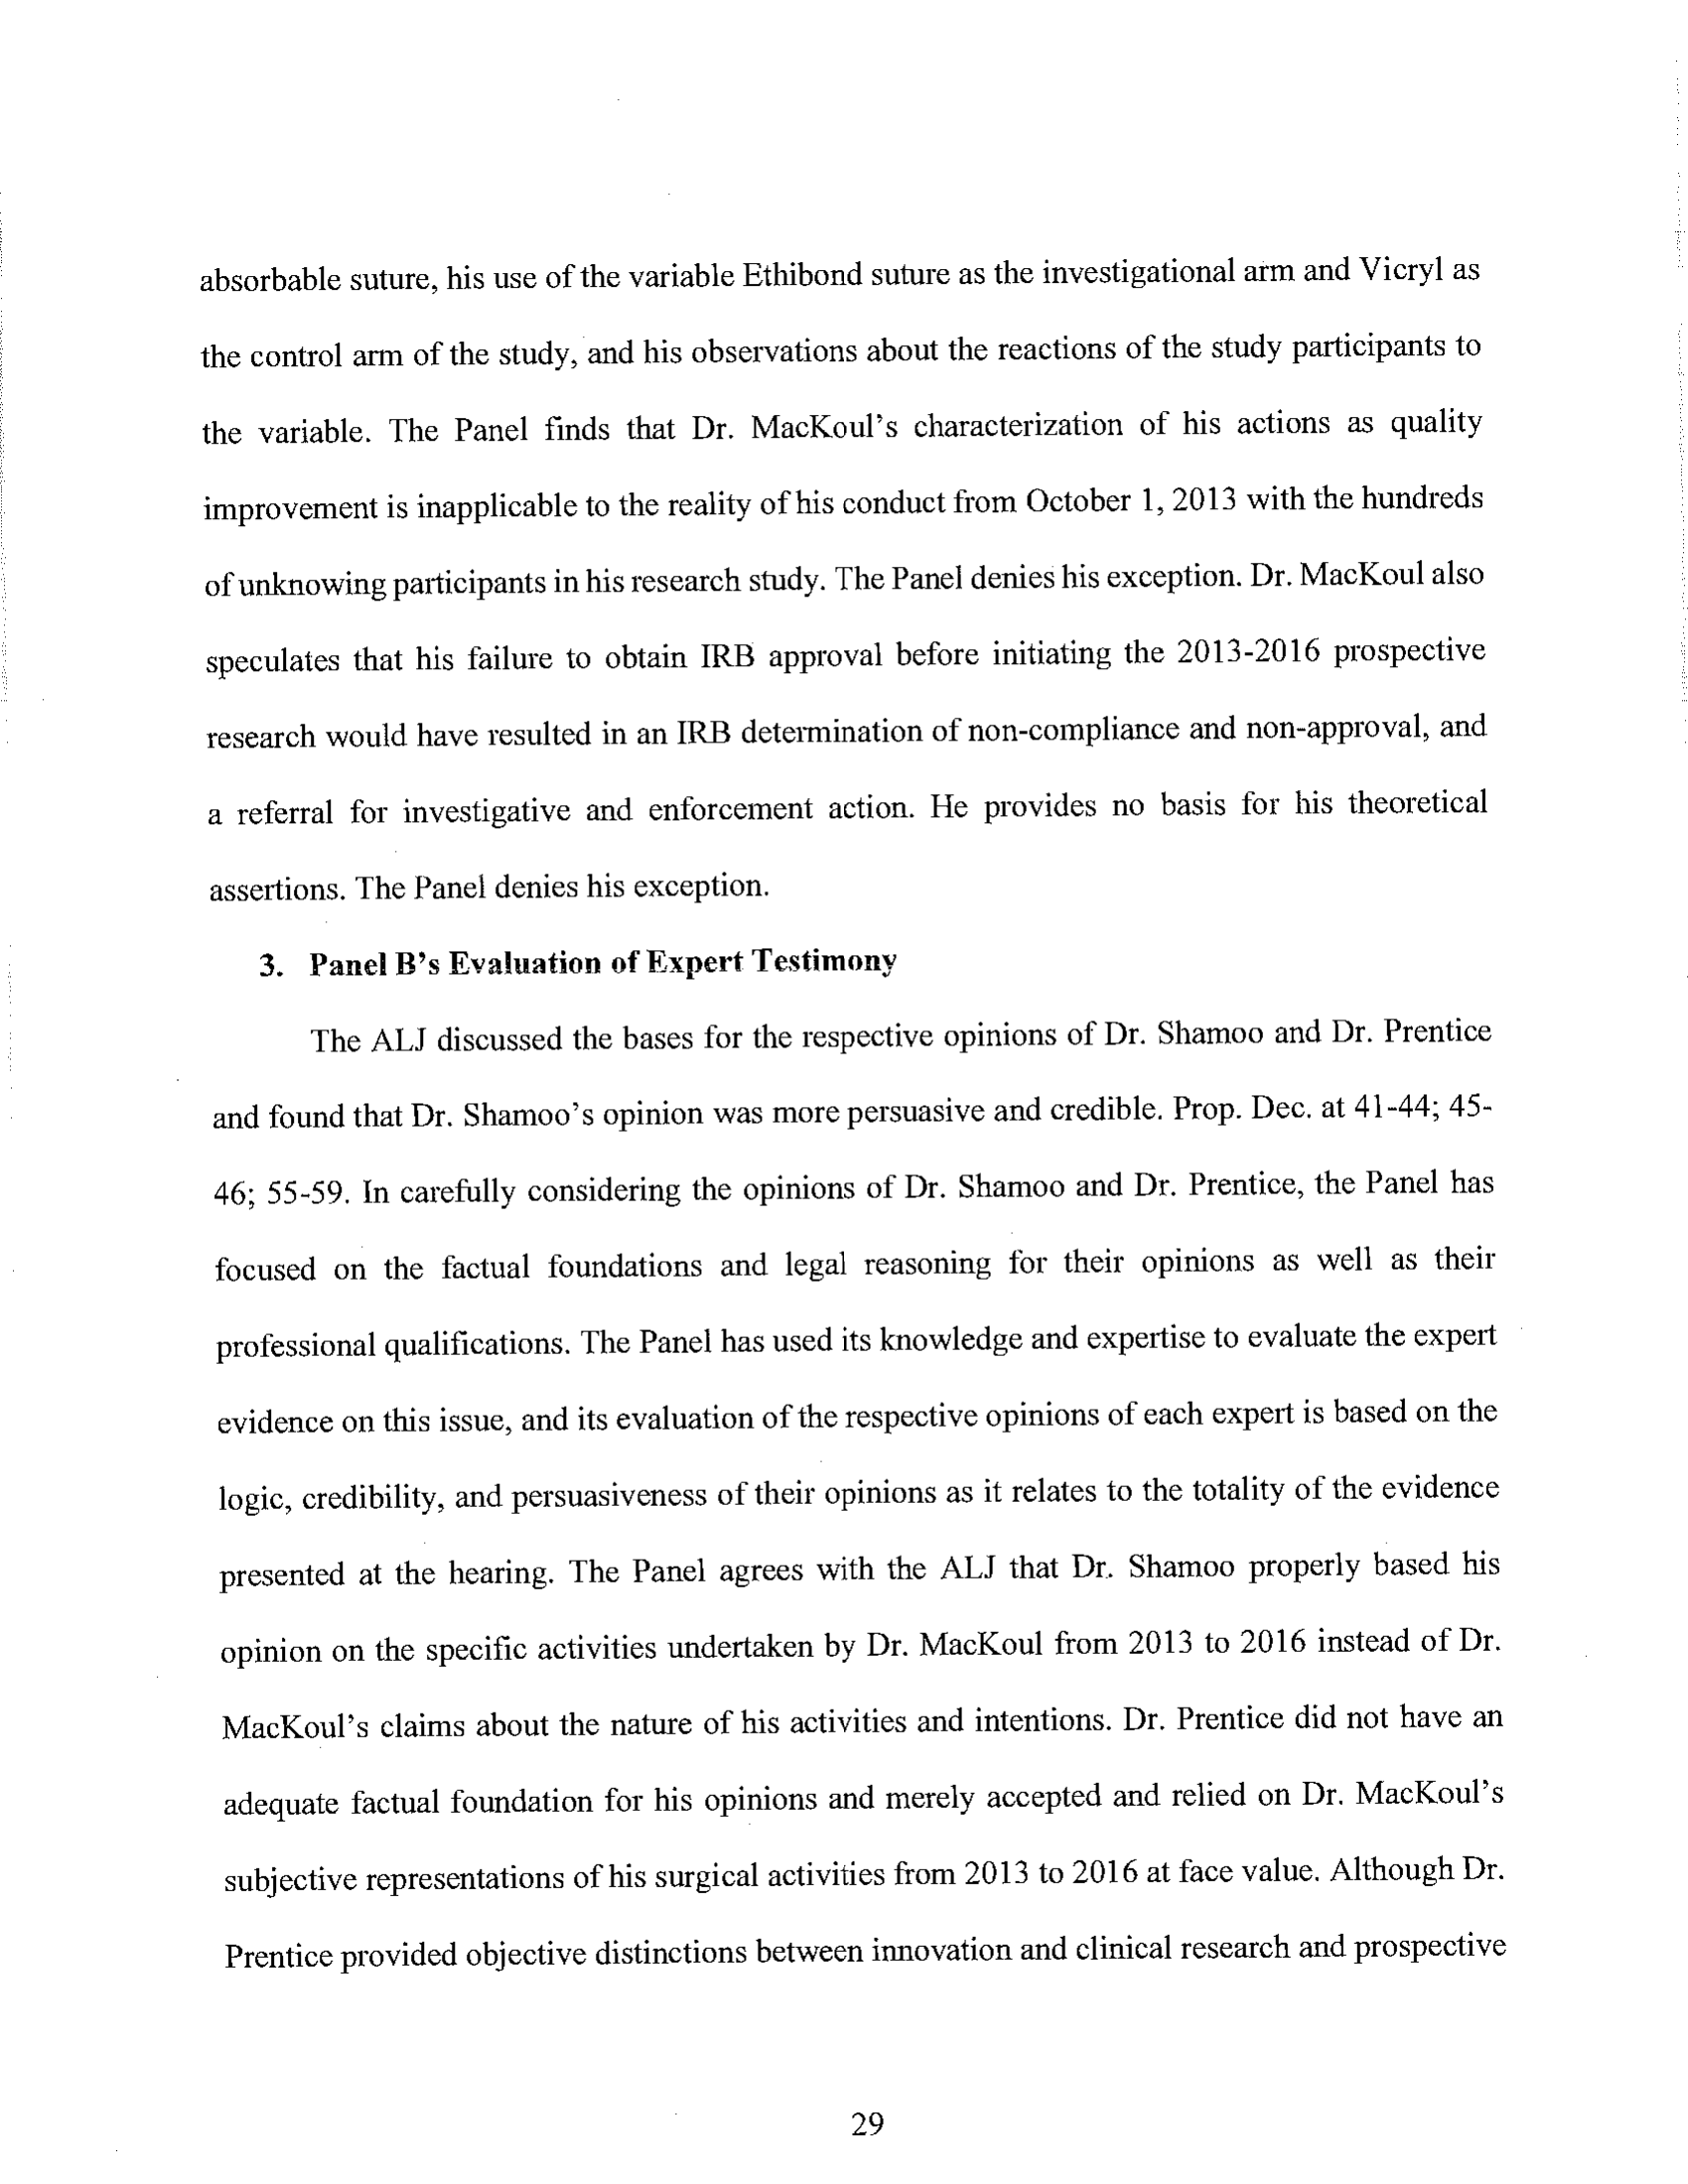 absorbable suture, his use of the variable Ethibond suture as the investigational arm and Vicryl as
the control arm of the study, and his observations about the reactions of the study participants to
the variable. The Panel finds that Dr. MacKoul's characterization of his actions as quality
improvement is inapplicable to the reality of his conduct from October 1, 2013 with the hundreds
of unknowing participants in his research study. The Panel denies his exception. Dr. MacKoul also
speculates that his failure to obtain IRB approval before initiating the 2013-2016 prospective
research would have resulted in an IRB determination of non-compliance and non-approval, and
a referral for investigative and enforcement action. He provides no basis for his theoretical
assertions. The Panel denies his exception.
3. Panel B's Evaluation of Expert Testimony
The ALJ discussed the bases for the respective opinions of Dr. Shamoo and Dr. Prentice
and found that Dr. Shamoo's opinion was more persuasive and credible. Prop. Dec. at 41-44; 45-
46; 55-59. In carefully considering the opinions of Dr. Shamoo and Dr. Prentice, the Panel has
focused on the factual foundations and legal reasoning for their opinions as well as their
professional qualifications. The Panel has used its knowledge and expertise to evaluate the expert
evidence on this issue, and its evaluation of the respective opinions of each expert is based on the
logic, credibility, and persuasiveness of their opinions as it relates to the totality of the evidence
presented at the hearing. The Panel agrees with the ALJ that Dr. Shamoo properly based his
opinion on the specific activities undertaken by Dr. MacKoul from 2013 to 2016 instead of Dr.
MacKoul's claims about the nature of his activities and intentions. Dr. Prentice did not have an
adequate factual foundation for his opinions and merely accepted and relied on Dr. MacKoul's
subjective representations of his surgical activities from 2013 to 2016 at face value. Although Dr.
Prentice provided objective distinctions between innovation and clinical research and prospective
29